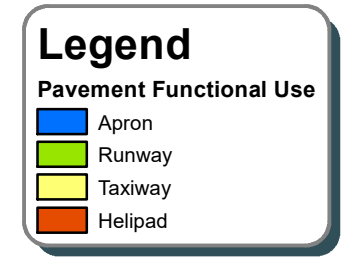 Legend
Pavement Functional Use
Apron
Runway
Taxiway
Helipad